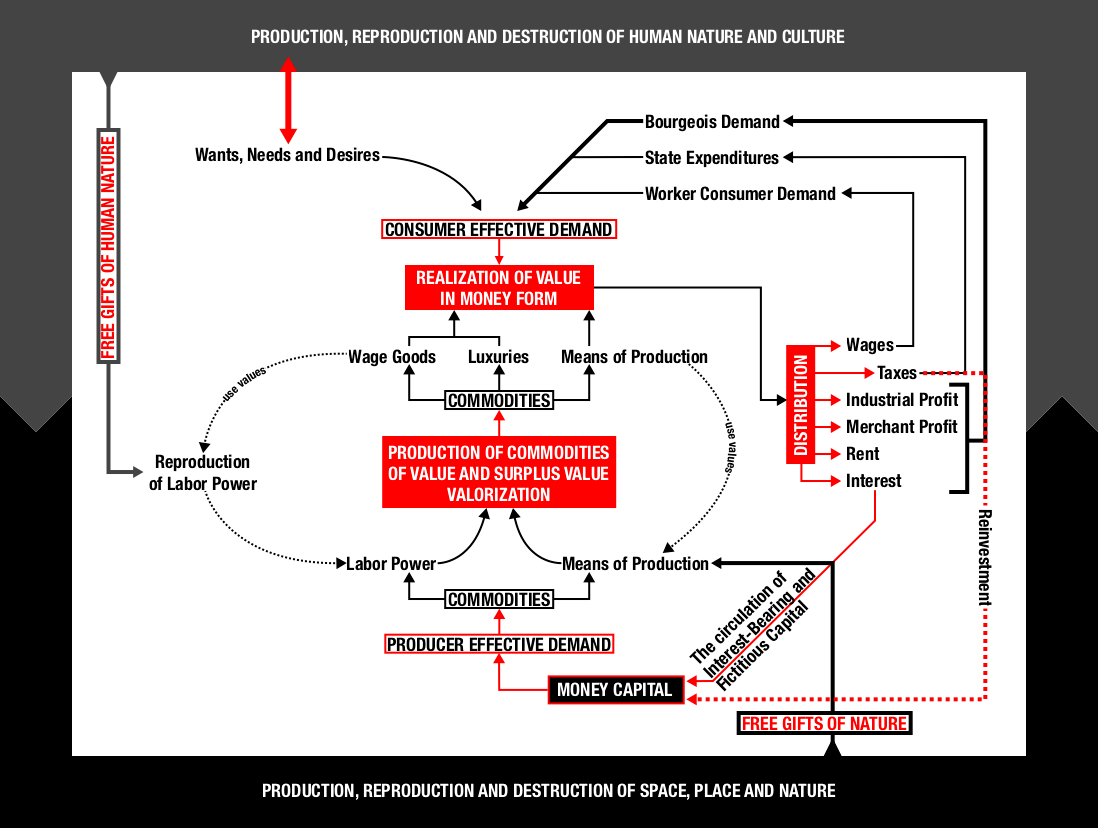 PRODUCTION, REPRODUCTION AND DESTRUCTION OF HUMAN NATURE AND CULTURE
FREE GIFTS OF HUMAN NATURE
Wants, Needs and Desires
Bourgeois Demand
State Expenditures
Worker Consumer Demand
CONSUMER EFFECTIVE DEMAND
REALIZATION OF VALUE
IN MONEY FORM
Wage Goods
Luxuries
Means of Production
use values
use values
COMMODITIES
PRODUCTION OF COMMODITIES
OF VALUE AND SURPLUS VALUE
VALORIZATION
Reproduction
of Labor Power
Labor Power
Means of Production
COMMODITIES
PRODUCER EFFECTIVE DEMAND
MONEY CAPITAL
DISTRIBUTION
Wages
Taxes
Industrial Profit
Merchant Profit
Rent
Interest
Reinvestment
The circulation of
Interest-Bearing and
Fictitious Capital
FREE GIFTS OF NATURE
PRODUCTION, REPRODUCTION AND DESTRUCTION OF SPACE, PLACE AND NATURE